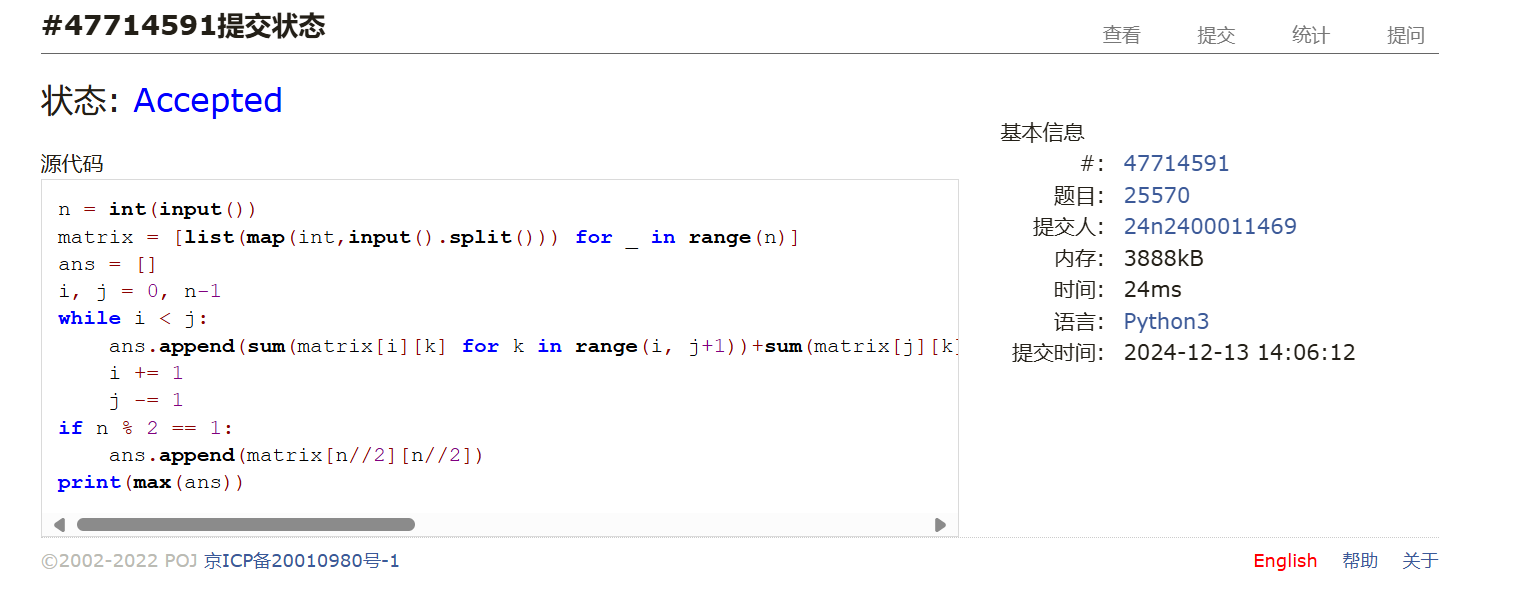 #47714591提交状态
查看 提交 统计 提问
状态: Accepted
源代码
n = int(input())
matrix = [list(map(int,input().split())) for _ in range(n)]
ans = []
i, j = 0, n-1
while i < j:
    ans.append(sum(matrix[i][k] for k in range(i, j+1))+sum(matrix[j][k]
    i += 1
    j -= 1
if n % 2 == 1:
    ans.append(matrix[n//2][n//2])
print(max(ans))
基本信息
#: 47714591
题目: 25570
提交人: 24n2400011469
内存: 3888kB
时间: 24ms
语言: Python3
提交时间: 2024-12-13 14:06:12
©2002-2022 POJ 京ICP备20010980号-1
English 帮助 关于